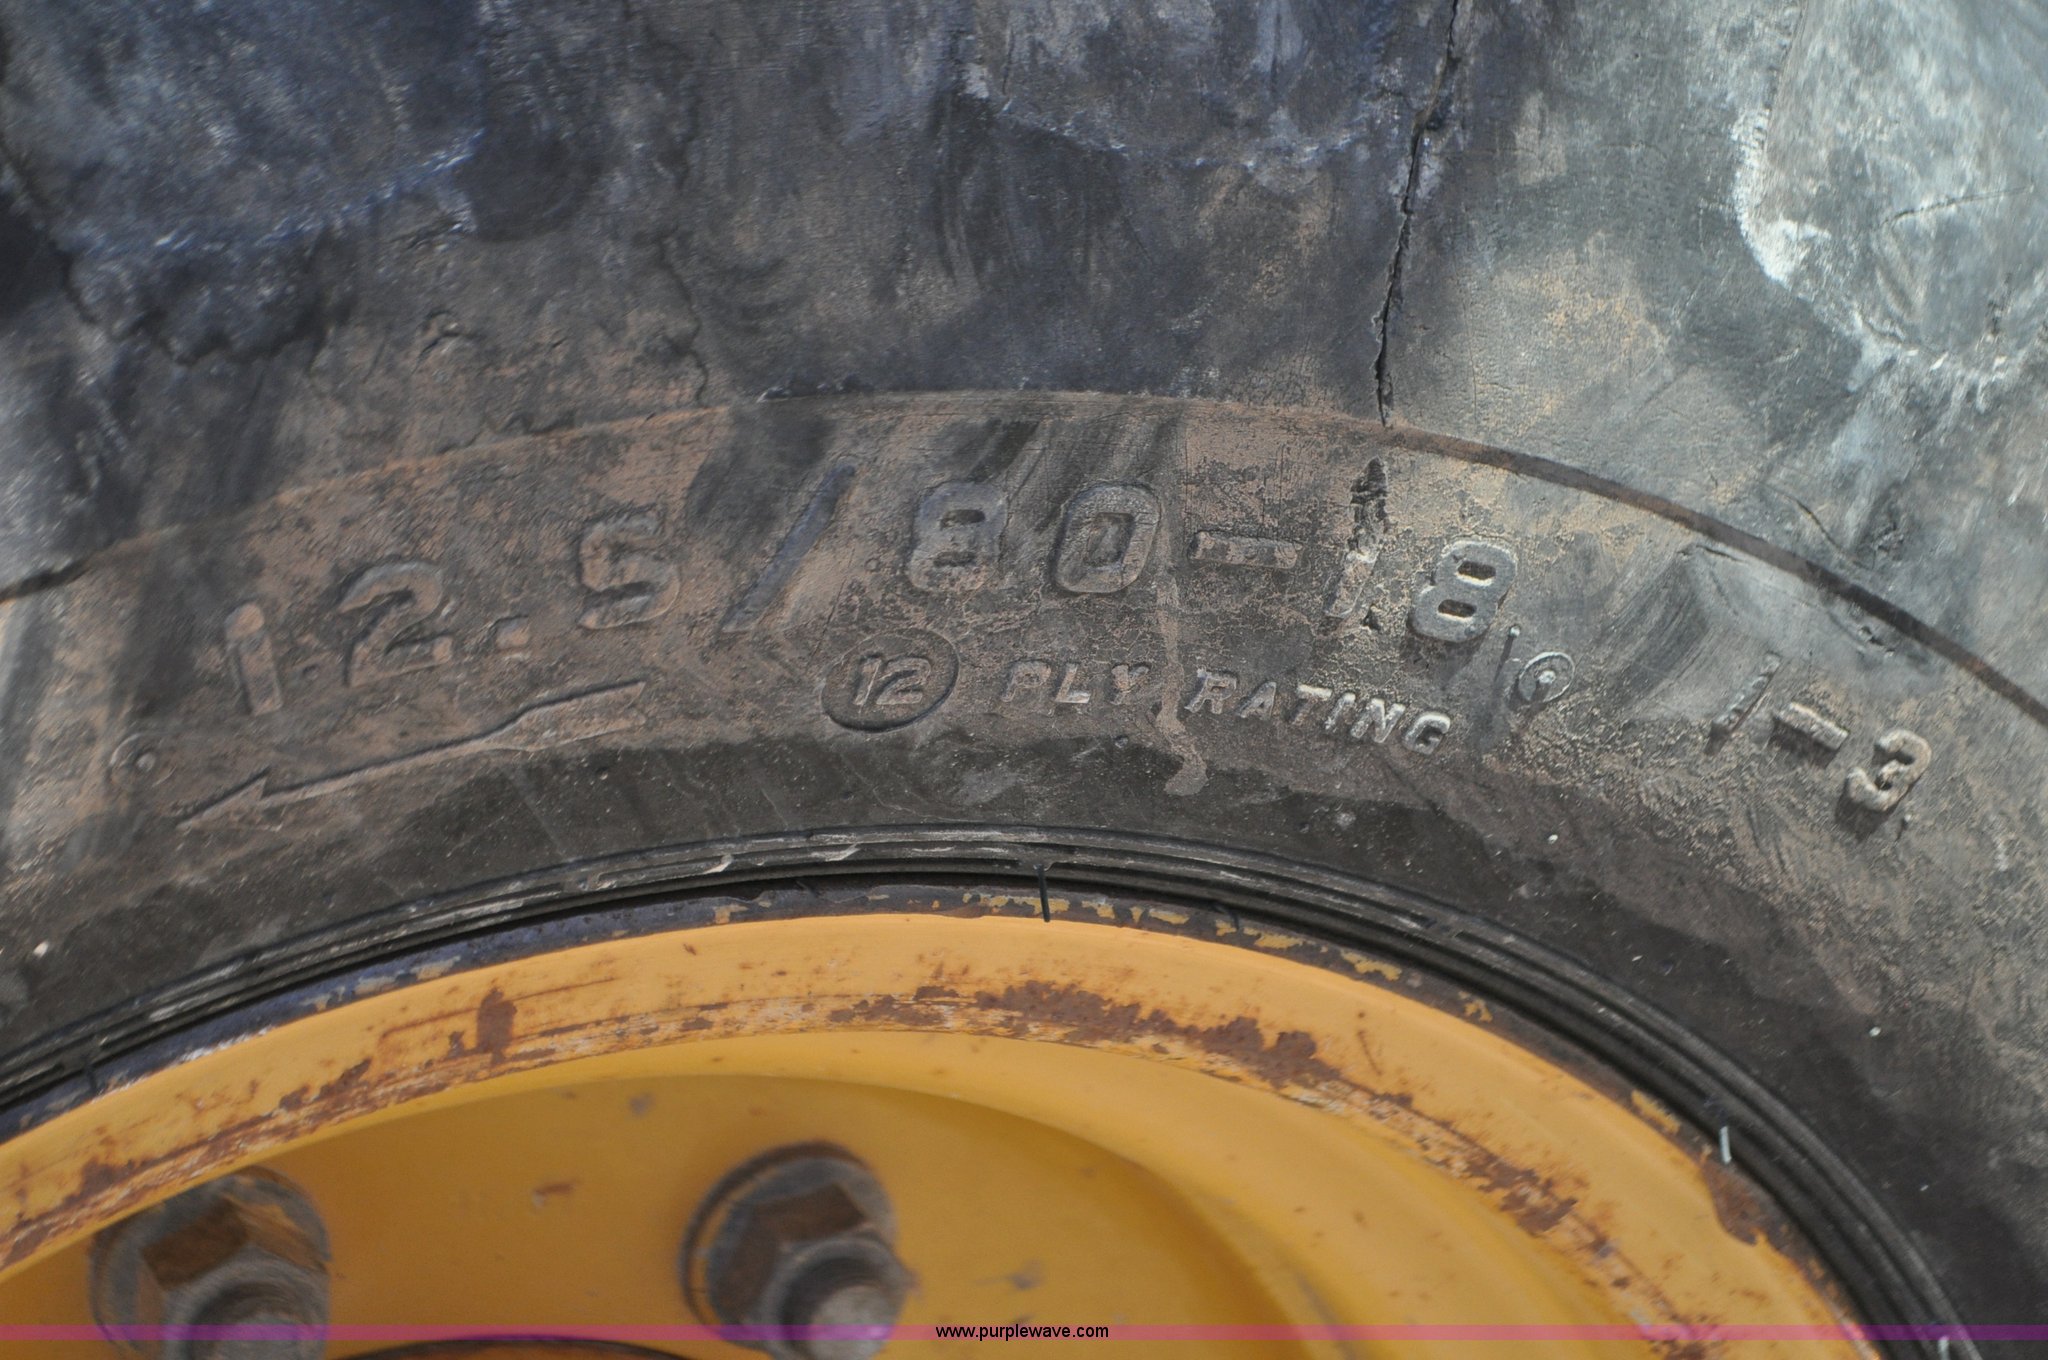 12.5/80-18 I-3
12 PLY RATING
www.purplewave.com